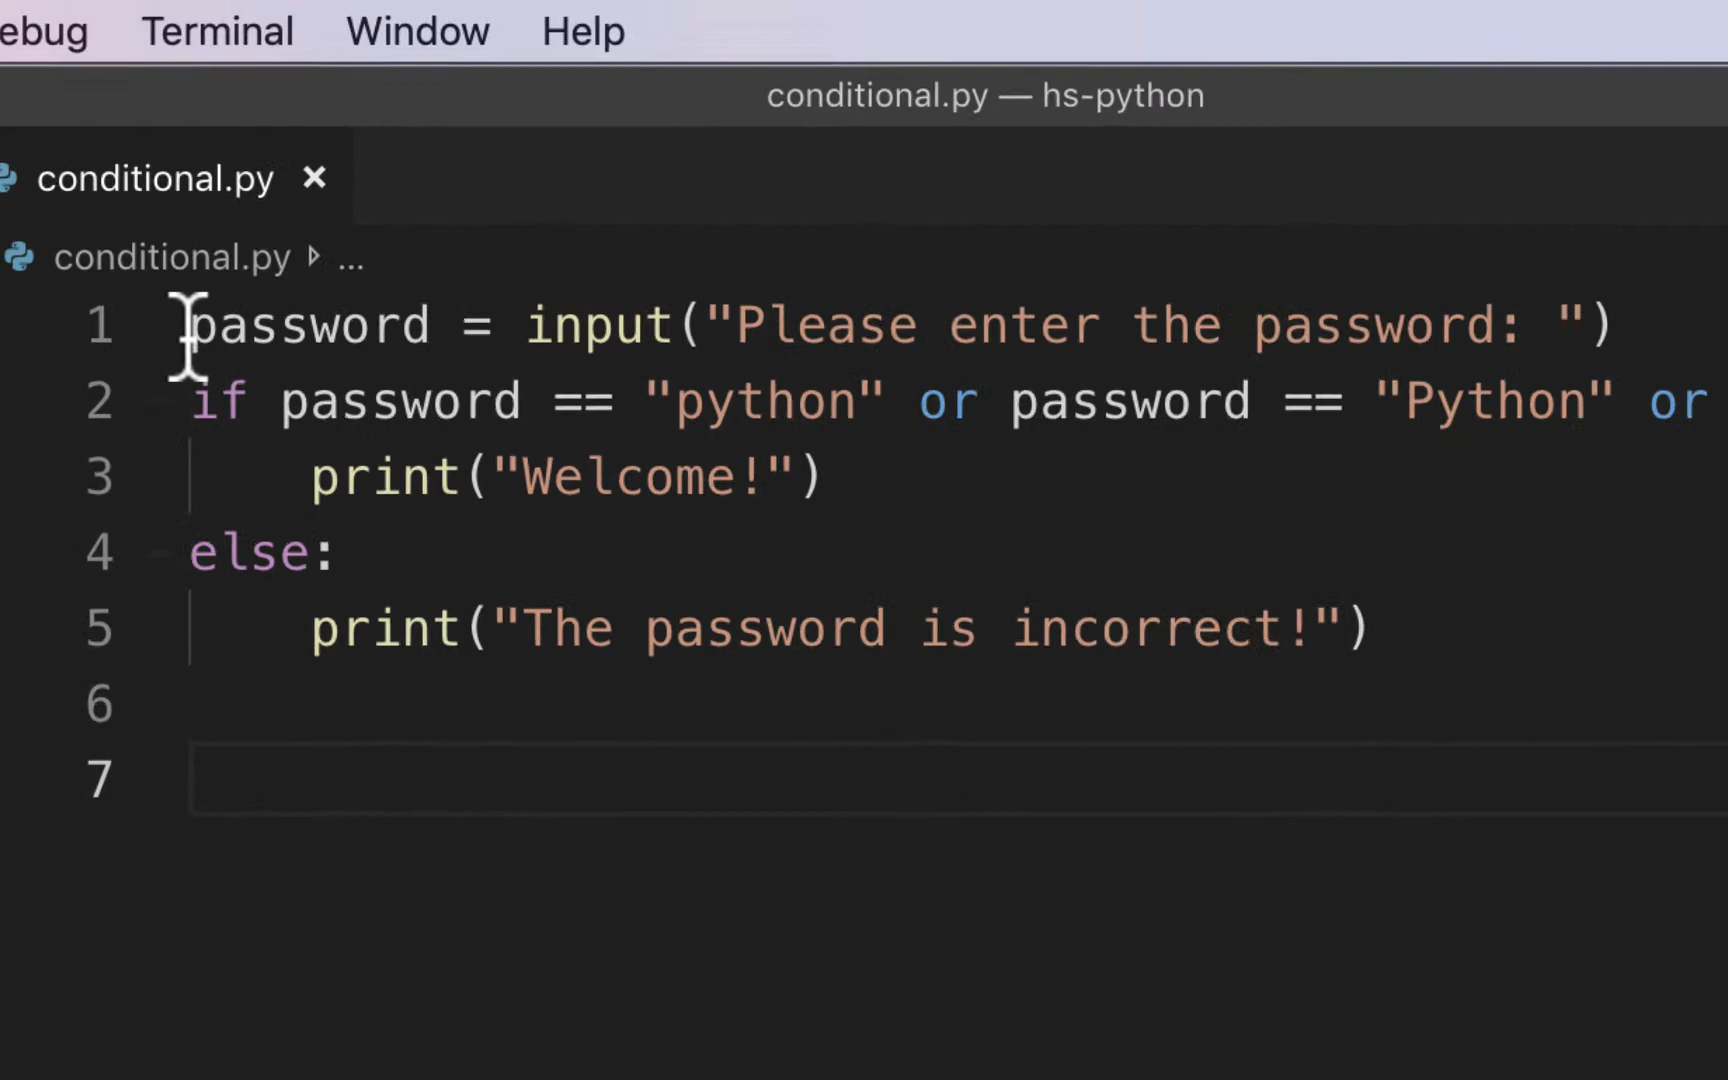 ebug Terminal Window Help
conditional.py — hs-python
conditional.py ×
conditional.py ...
1 password = input("Please enter the password: ")
2 if password == "python" or password == "Python" or
3 print("Welcome!")
4 else:
5 print("The password is incorrect!")
6
7